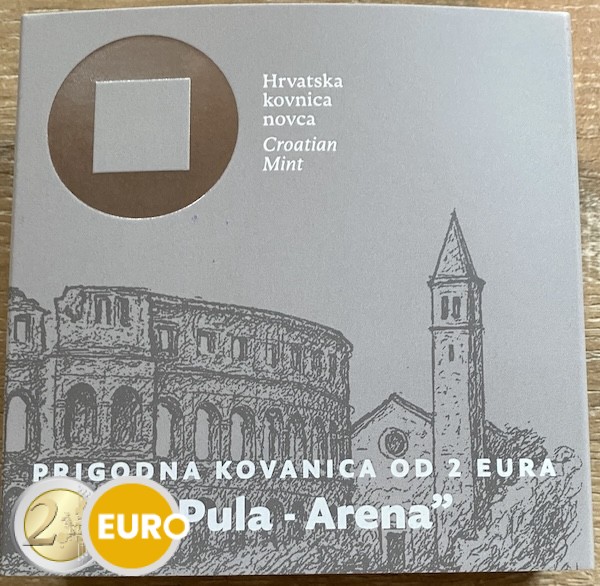 Hrvatska
kovnica
novca
Croatian
Mint
PRIGODNA KOVANICA OD 2 EURA
Pula - Arena”
2 EURO